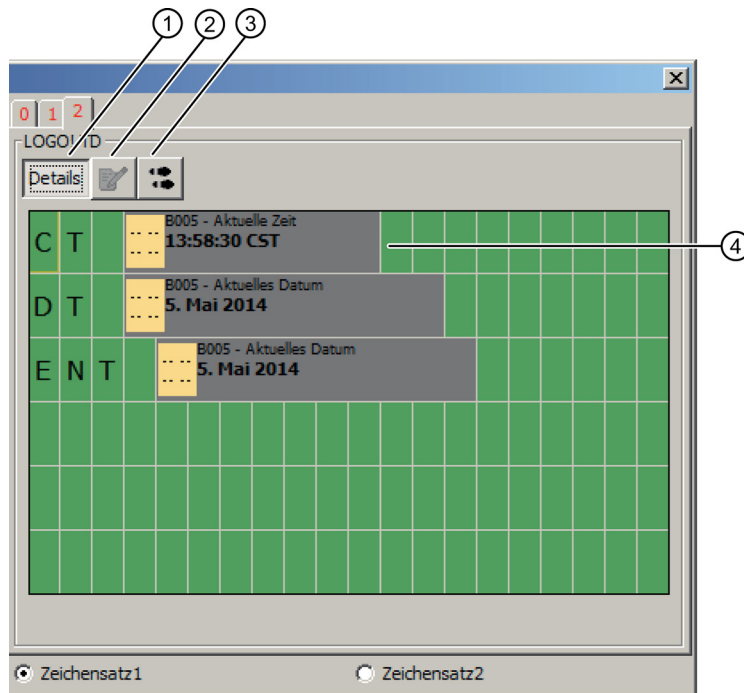 1 2 3
0 1 2
LOGO! TD
Details
B005 - Aktuelle Zeit
C T 13:58:30 CST
4
B005 - Aktuelles Datum
D T 5. Mai 2014
B005 - Aktuelles Datum
E N T 5. Mai 2014
Zeichensatz1 Zeichensatz2